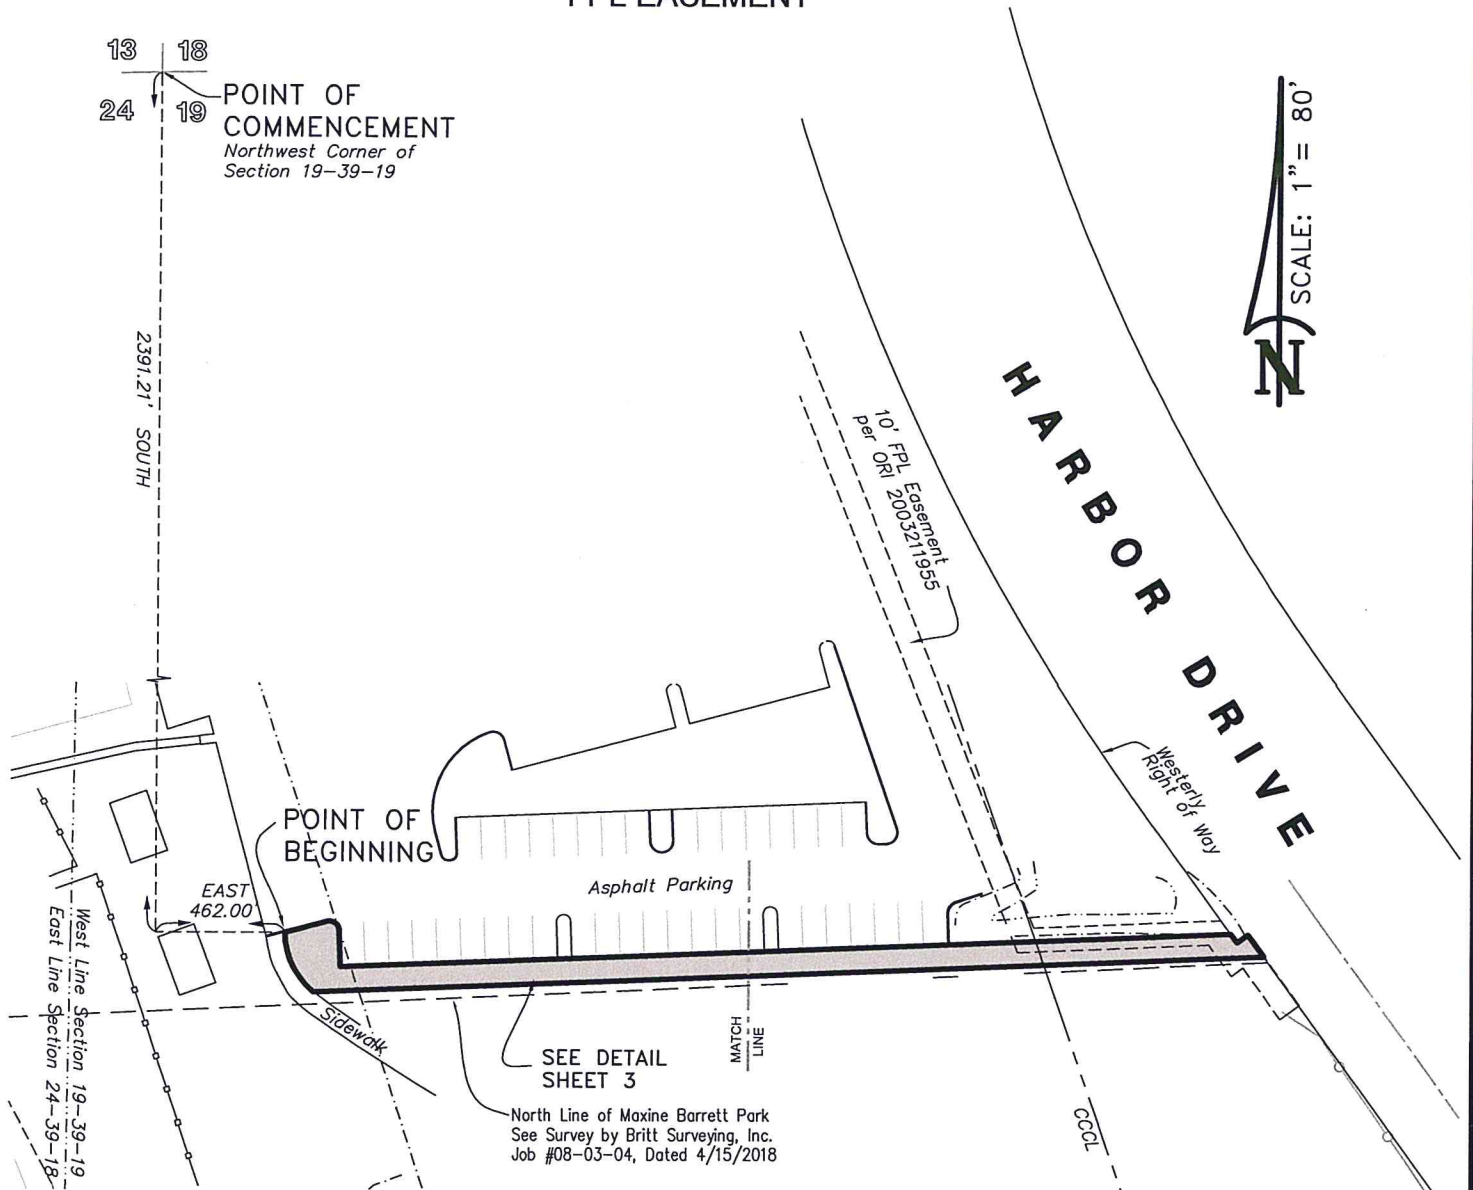 FPL EASEMENT
13 18
24 19
POINT OF
COMMENCEMENT
Northwest Corner of
Section 19-39-19
SCALE: 1"= 80'
N
2391.21' SOUTH
10' FPL Easement
per ORI 2003211955
HARBOR DRIVE
Westerly
Right of Way
POINT OF
BEGINNING
EAST
462.00'
Asphalt Parking
West Line Section 19-39-19
East Line Section 24-39-18
Sidewalk
MATCH
LINE
SEE DETAIL
SHEET 3
North Line of Maxine Barrett Park
See Survey by Britt Surveying, Inc.
Job #08-03-04, Dated 4/15/2018
CCCL